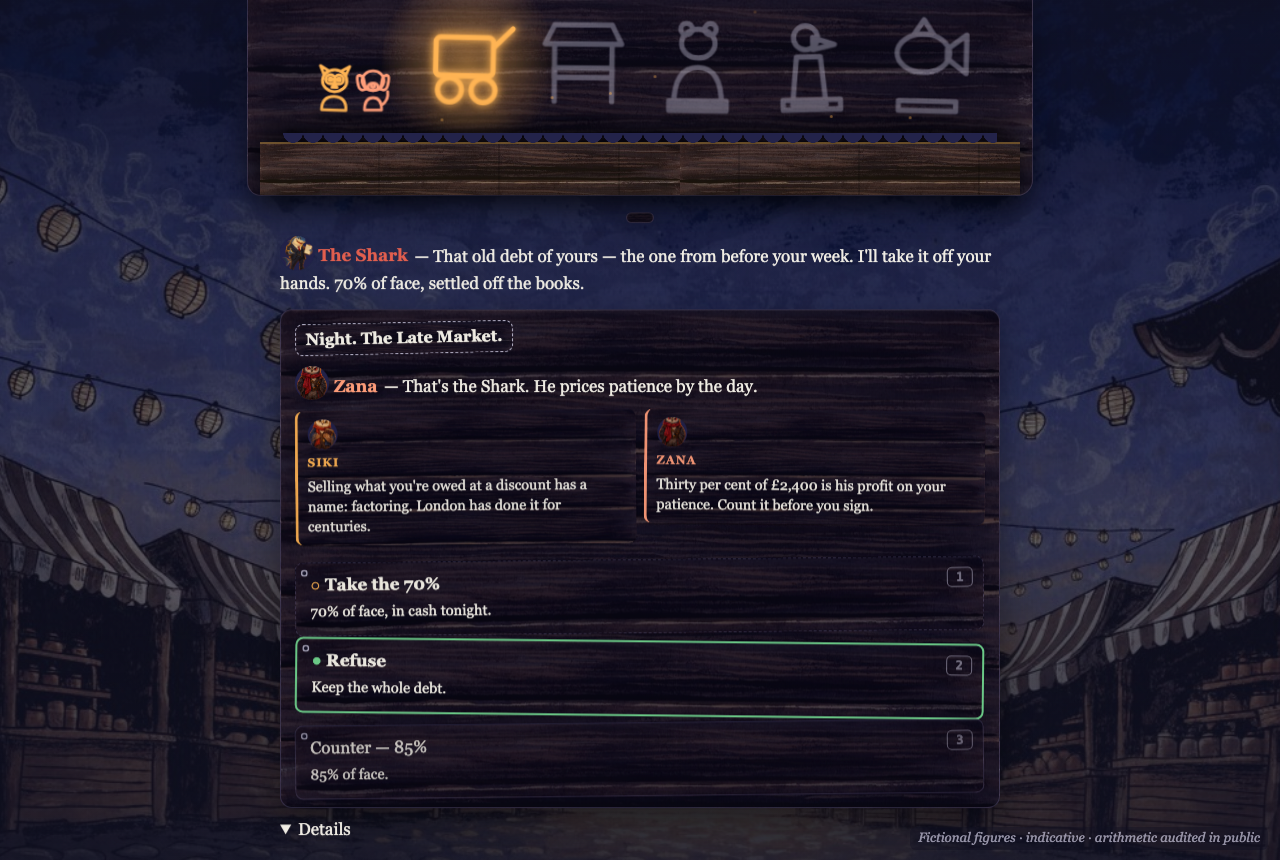 The Shark — That old debt of yours — the one from before your week. I'll take it off your
hands. 70% of face, settled off the books.
Night. The Late Market.
Zana — That's the Shark. He prices patience by the day.
SIKI
Selling what you're owed at a discount has a
name: factoring. London has done it for
centuries.
ZANA
Thirty per cent of £2,400 is his profit on your
patience. Count it before you sign.
Take the 70%
1
70% of face, in cash tonight.
Refuse
2
Keep the whole debt.
Counter — 85%
3
85% of face.
▼ Details
Fictional figures · indicative · arithmetic audited in public